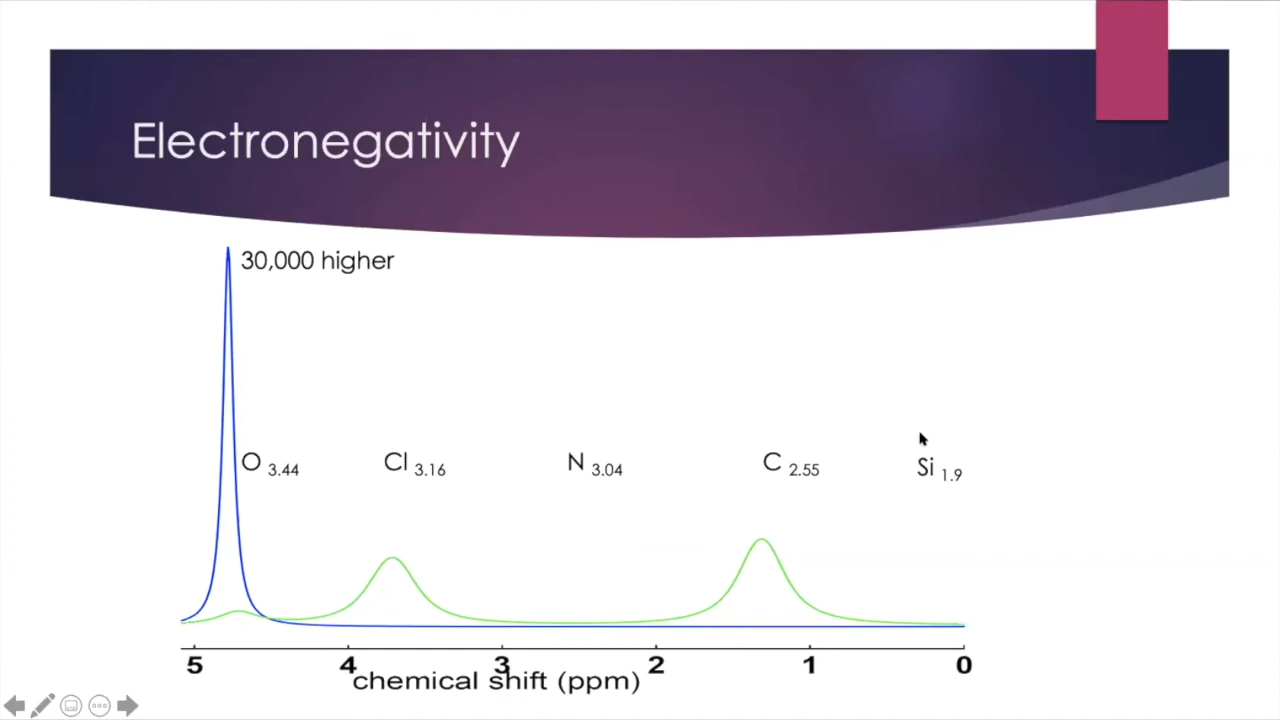 Electronegativity
30,000 higher
O 3.44 Cl 3.16 N 3.04 C 2.55 Si 1.9
5 4 3 2 1 0
chemical shift (ppm)